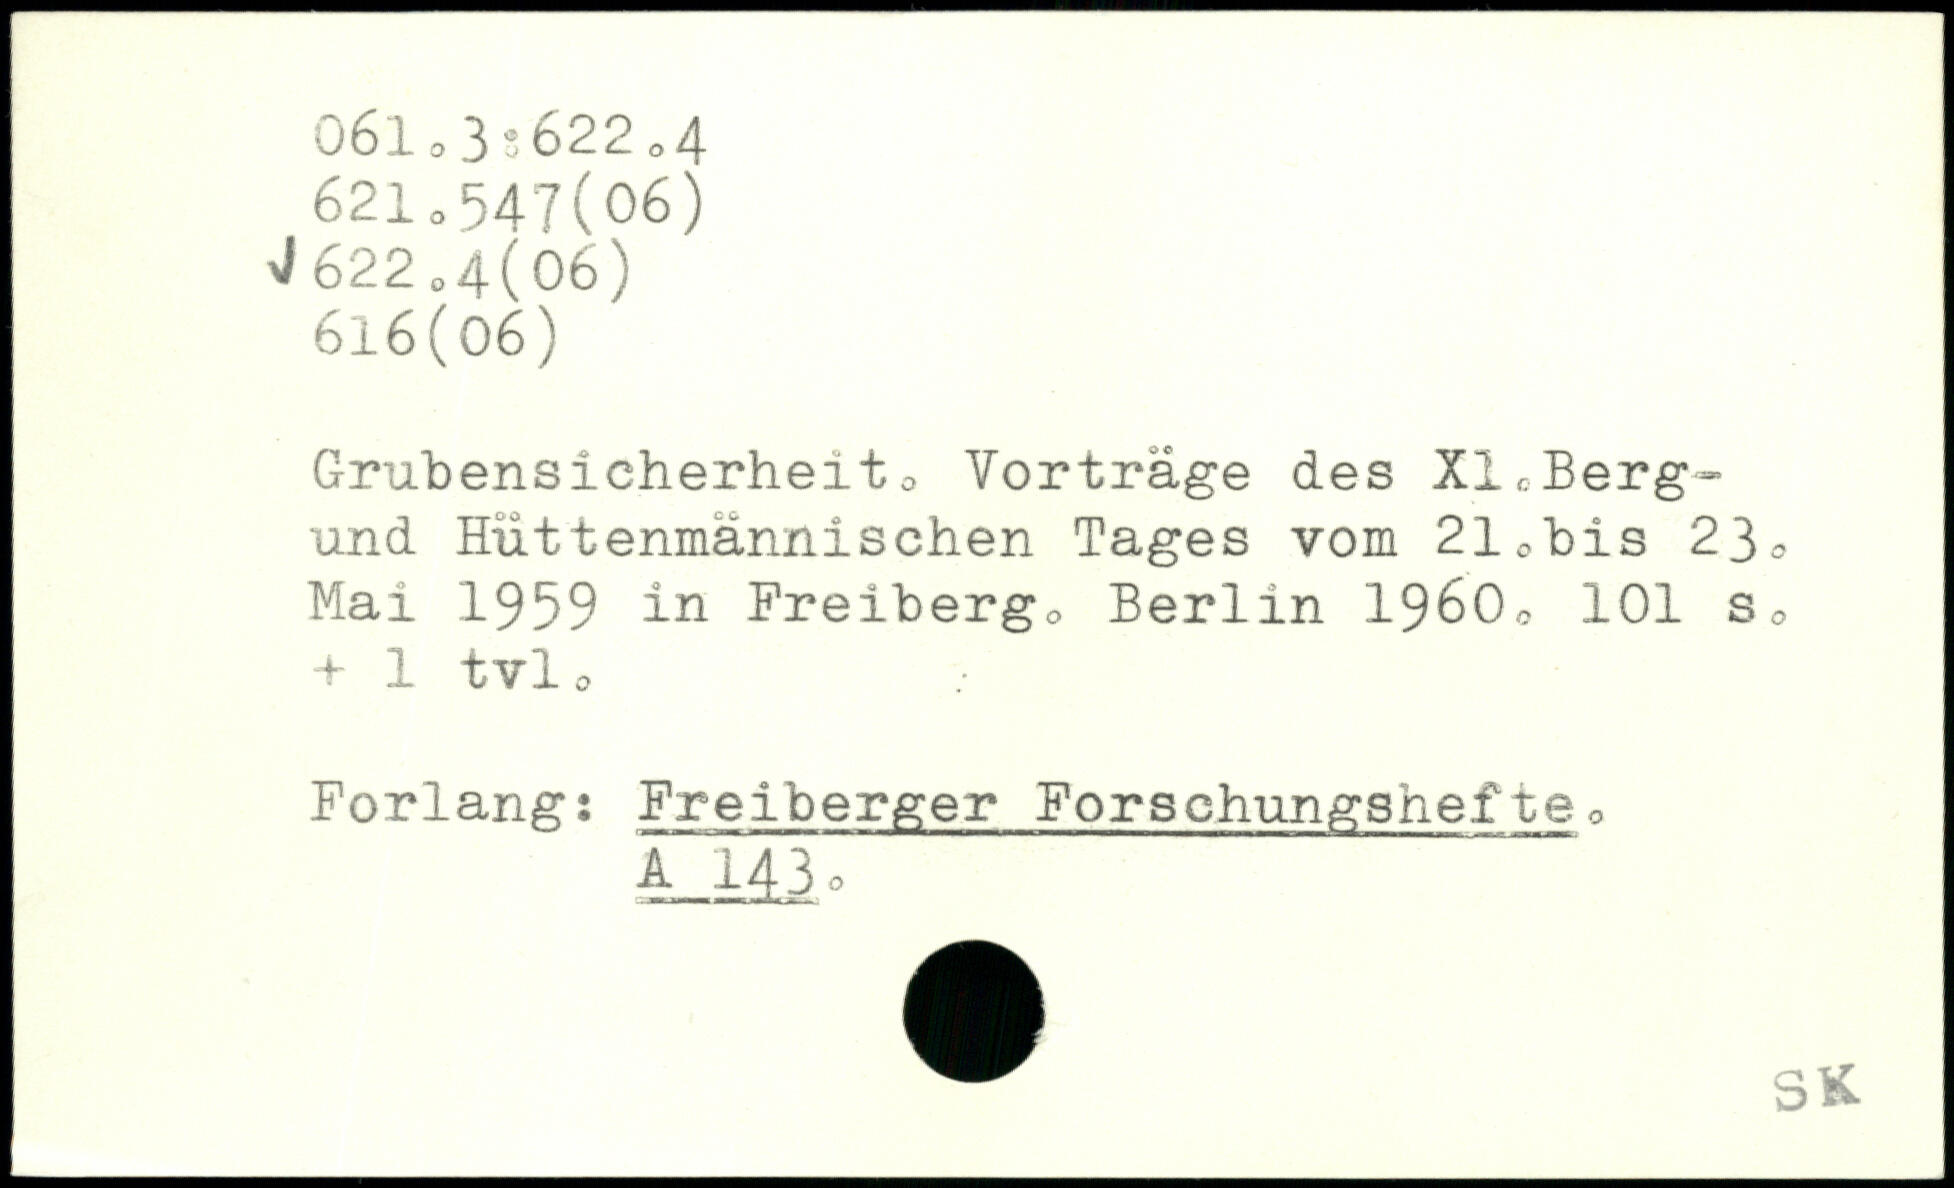 061.3:622.4
621.547(06)
✓ 622.4(06)
616(06)
Grubensicherheit. Vorträge des Xl.Berg-
und Hüttenmännischen Tages vom 21.bis 23.
Mai 1959 in Freiberg. Berlin 1960. 101 s.
+ 1 tvl.
Forlang: Freiberger Forschungshefte.
A 143.
SK